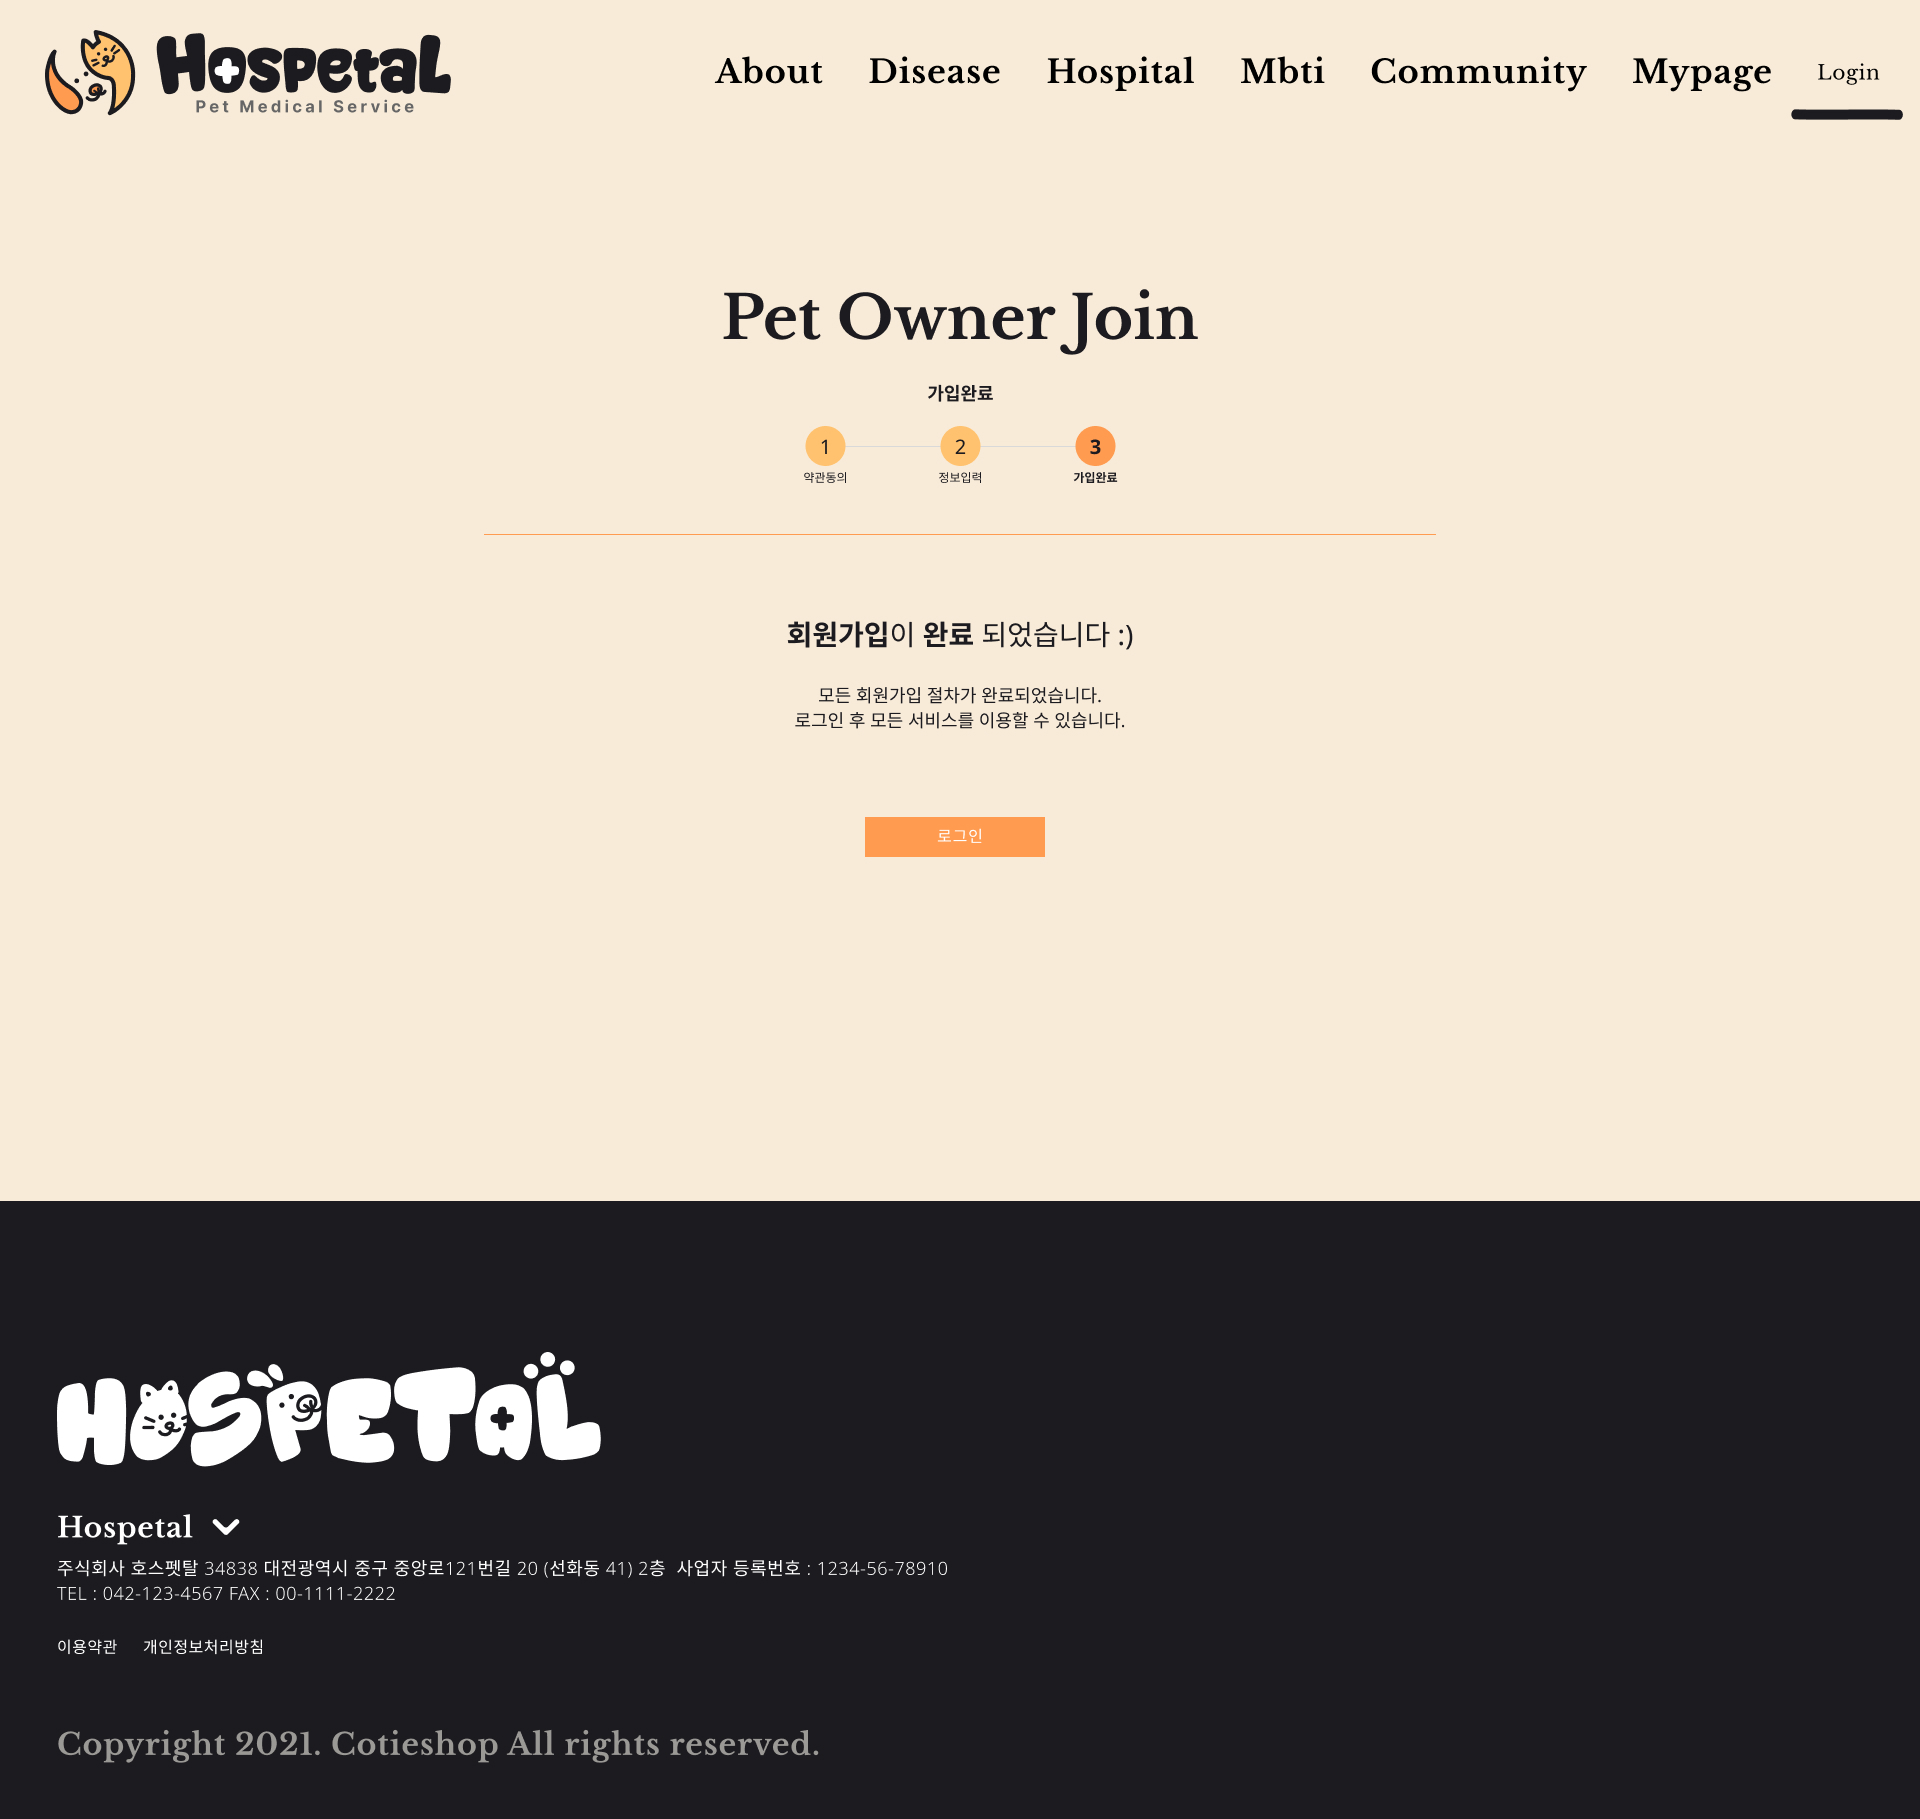 Hospetal
Pet Medical Service
About Disease Hospital Mbti Community Mypage Login
Pet Owner Join
가입완료
1 2 3
약관동의 정보입력 가입완료
회원가입이 완료 되었습니다 :)
모든 회원가입 절차가 완료되었습니다.
로그인 후 모든 서비스를 이용할 수 있습니다.
로그인
HOSPETAL
Hospetal
주식회사 호스펫탈 34838 대전광역시 중구 중앙로121번길 20 (선화동 41) 2층 사업자 등록번호 : 1234-56-78910
TEL : 042-123-4567 FAX : 00-1111-2222
이용약관 개인정보처리방침
Copyright 2021. Cotieshop All rights reserved.